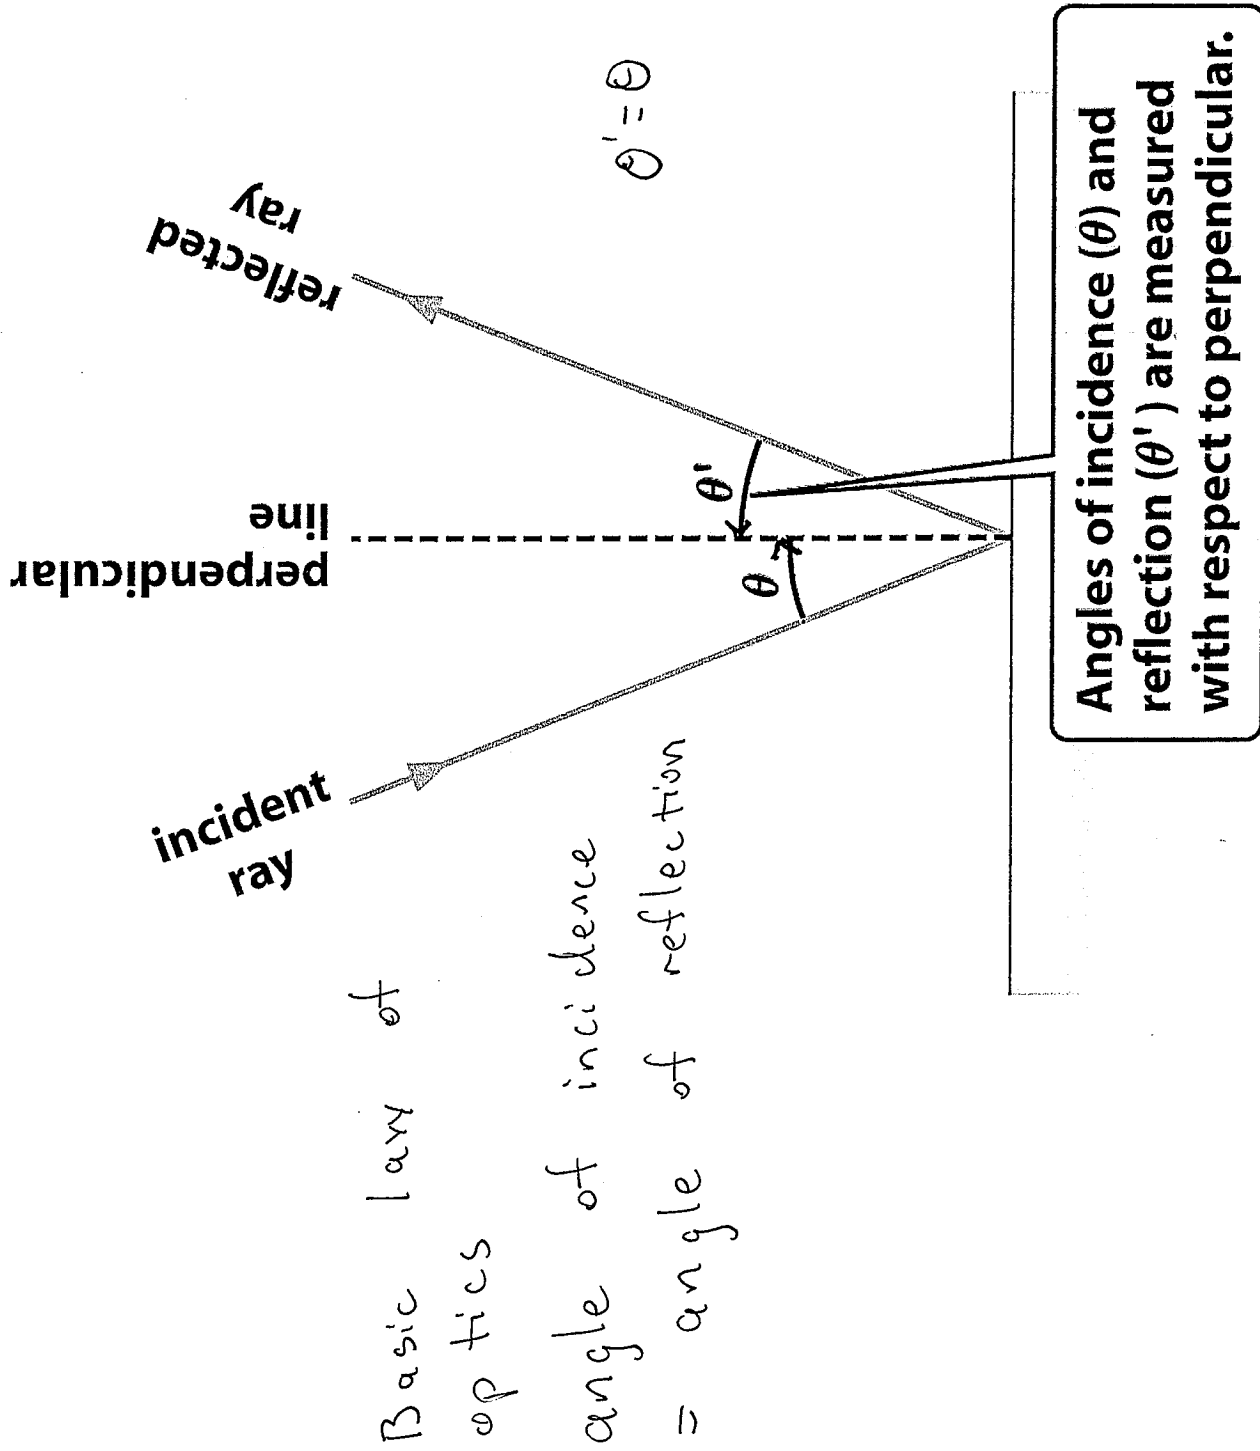 Basic law of
optics
angle of incidence
= angle of reflection
incident
ray
perpendicular
line
reflected
ray
θ
θ'
θ' = θ
Angles of incidence (θ) and
reflection (θ') are measured
with respect to perpendicular.